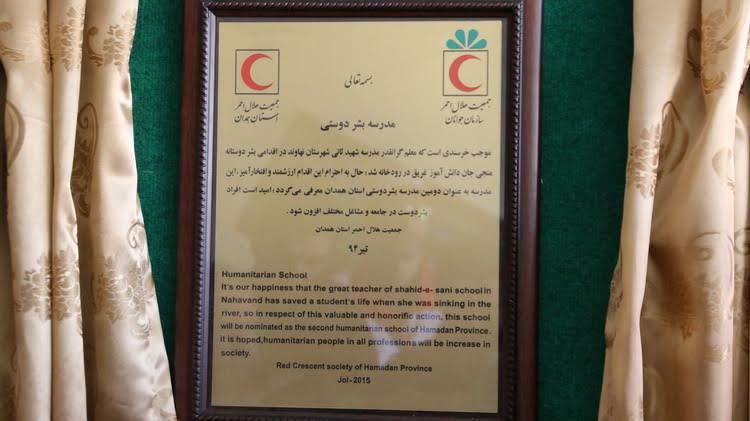 بسمه تعالی
جمعیت هلال احمر
سازمان جوانان
جمعیت هلال احمر
استان همدان
مدرسه بشر دوستی
موجب خرسندی است که معلم گرانقدر مدرسه شهید ثانی شهرستان نهاوند در اقدامی بشر دوستانه
منجی جان دانش آموز غریق در رودخانه شد ؛ حال به احترام این اقدام ارزشمند و افتخارآمیز ، این
مدرسه به عنوان دومین مدرسه بشردوستی استان همدان معرفی می‌گردد ؛ امید است افراد
بشردوست در جامعه و مشاغل مختلف افزون شود .
جمعیت هلال احمر استان همدان
تیر ۹۴
Humanitarian School
It's our happiness that the great teacher of shahid-e- sani school in
Nahavand has saved a student's life when she was sinking in the
river, so in respect of this valuable and honorific action, this school
will be nominated as the second humanitarian school of Hamadan Province.
it is hoped,humanitarian people in all professions will be increase in
society.
Red Crescent society of Hamadan Province
Jol-2015